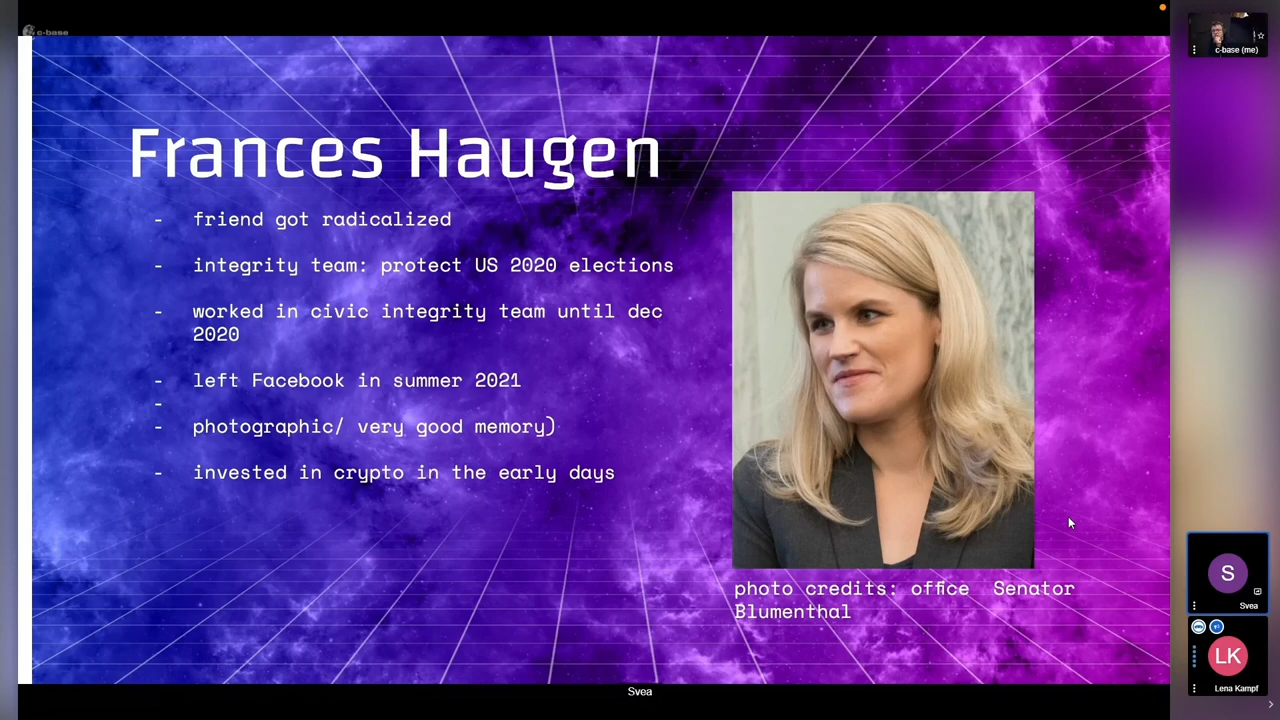 c-base
Frances Haugen
- friend got radicalized
- integrity team: protect US 2020 elections
- worked in civic integrity team until dec
2020
- left Facebook in summer 2021
-
- photographic/ very good memory)
- invested in crypto in the early days
photo credits: office  Senator
Blumenthal
Svea
c-base (me)
S
Svea
LK
Lena Kampf